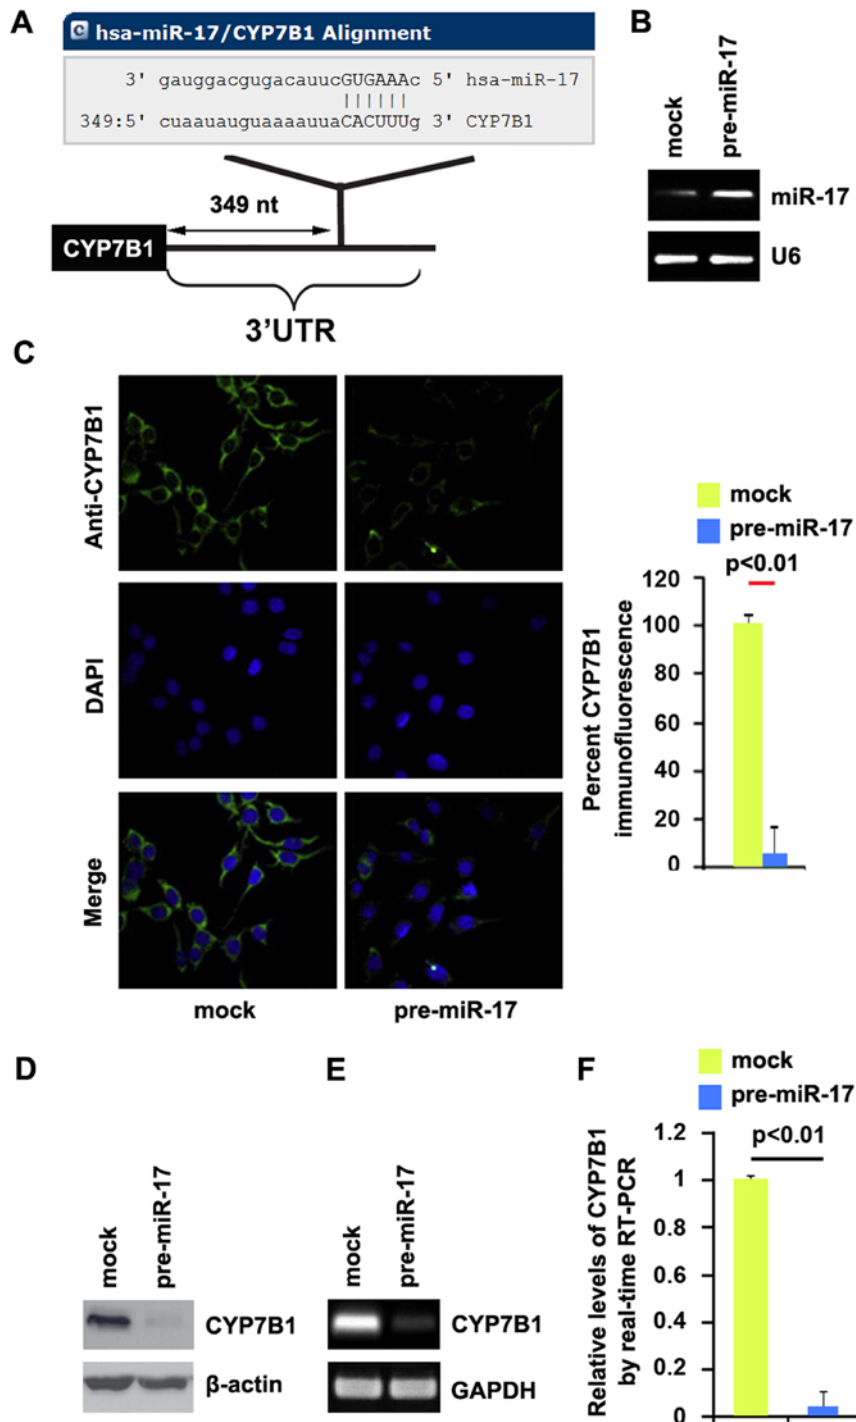 A
c hsa-miR-17/CYP7B1 Alignment
3' gauggacgugacauucGUGAAAc 5' hsa-miR-17
||||||
349:5' cuaauauguaaaauuaCACUUUg 3' CYP7B1
349 nt
CYP7B1
3'UTR
B
mock
pre-miR-17
miR-17
U6
C
Anti-CYP7B1
DAPI
Merge
mock
pre-miR-17
mock
pre-miR-17
p<0.01
Percent CYP7B1
immunofluorescence
120
100
80
60
40
20
0
D
mock
pre-miR-17
CYP7B1
β-actin
E
mock
pre-miR-17
CYP7B1
GAPDH
F
mock
pre-miR-17
p<0.01
Relative levels of CYP7B1
by real-time RT-PCR
1.2
1
0.8
0.6
0.4
0.2
0